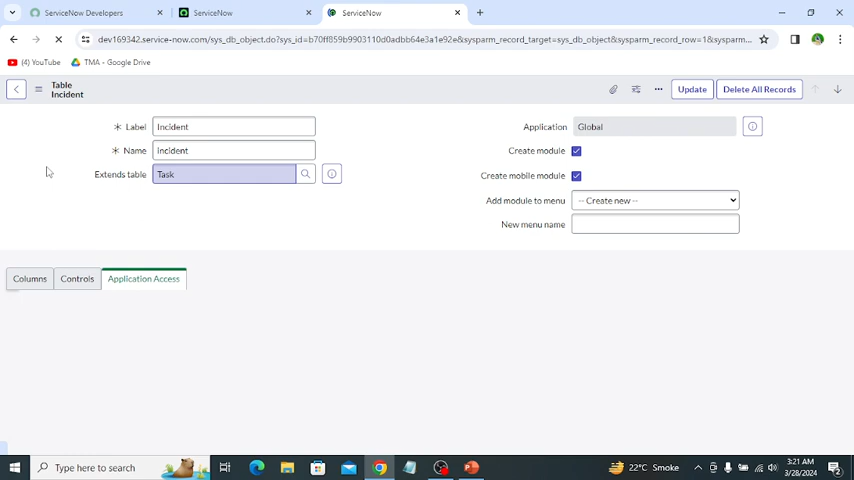 ServiceNow Developers
ServiceNow
ServiceNow
dev169342.service-now.com/sys_db_object.do?sys_id=b70ff859b9903110d0adbb64e3a1e92e&sysparm_record_target=sys_db_object&sysparm_record_row=1&sysparm_record_rows=1&sysparm...
(4) YouTube
TMA - Google Drive
Table
Incident
Update
Delete All Records
Label
Incident
Application
Global
Name
Incident
Create module
Extends table
Task
Create mobile module
Add module to menu
-- Create new --
New menu name
Columns
Controls
Application Access
Type here to search
22°C Smoke
3:21 AM
3/28/2024
2